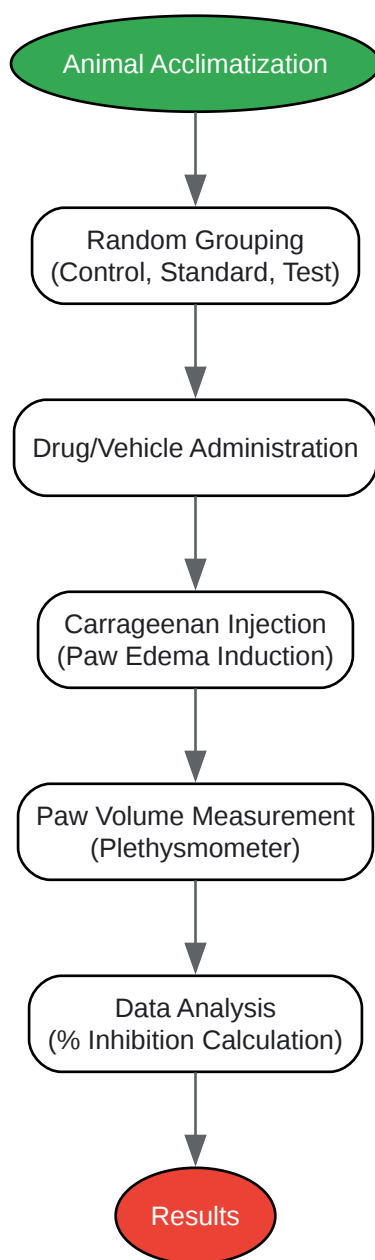 Animal Acclimatization
Random Grouping
(Control, Standard, Test)
Drug/Vehicle Administration
Carrageenan Injection
(Paw Edema Induction)
Paw Volume Measurement
(Plethysmometer)
Data Analysis
(% Inhibition Calculation)
Results